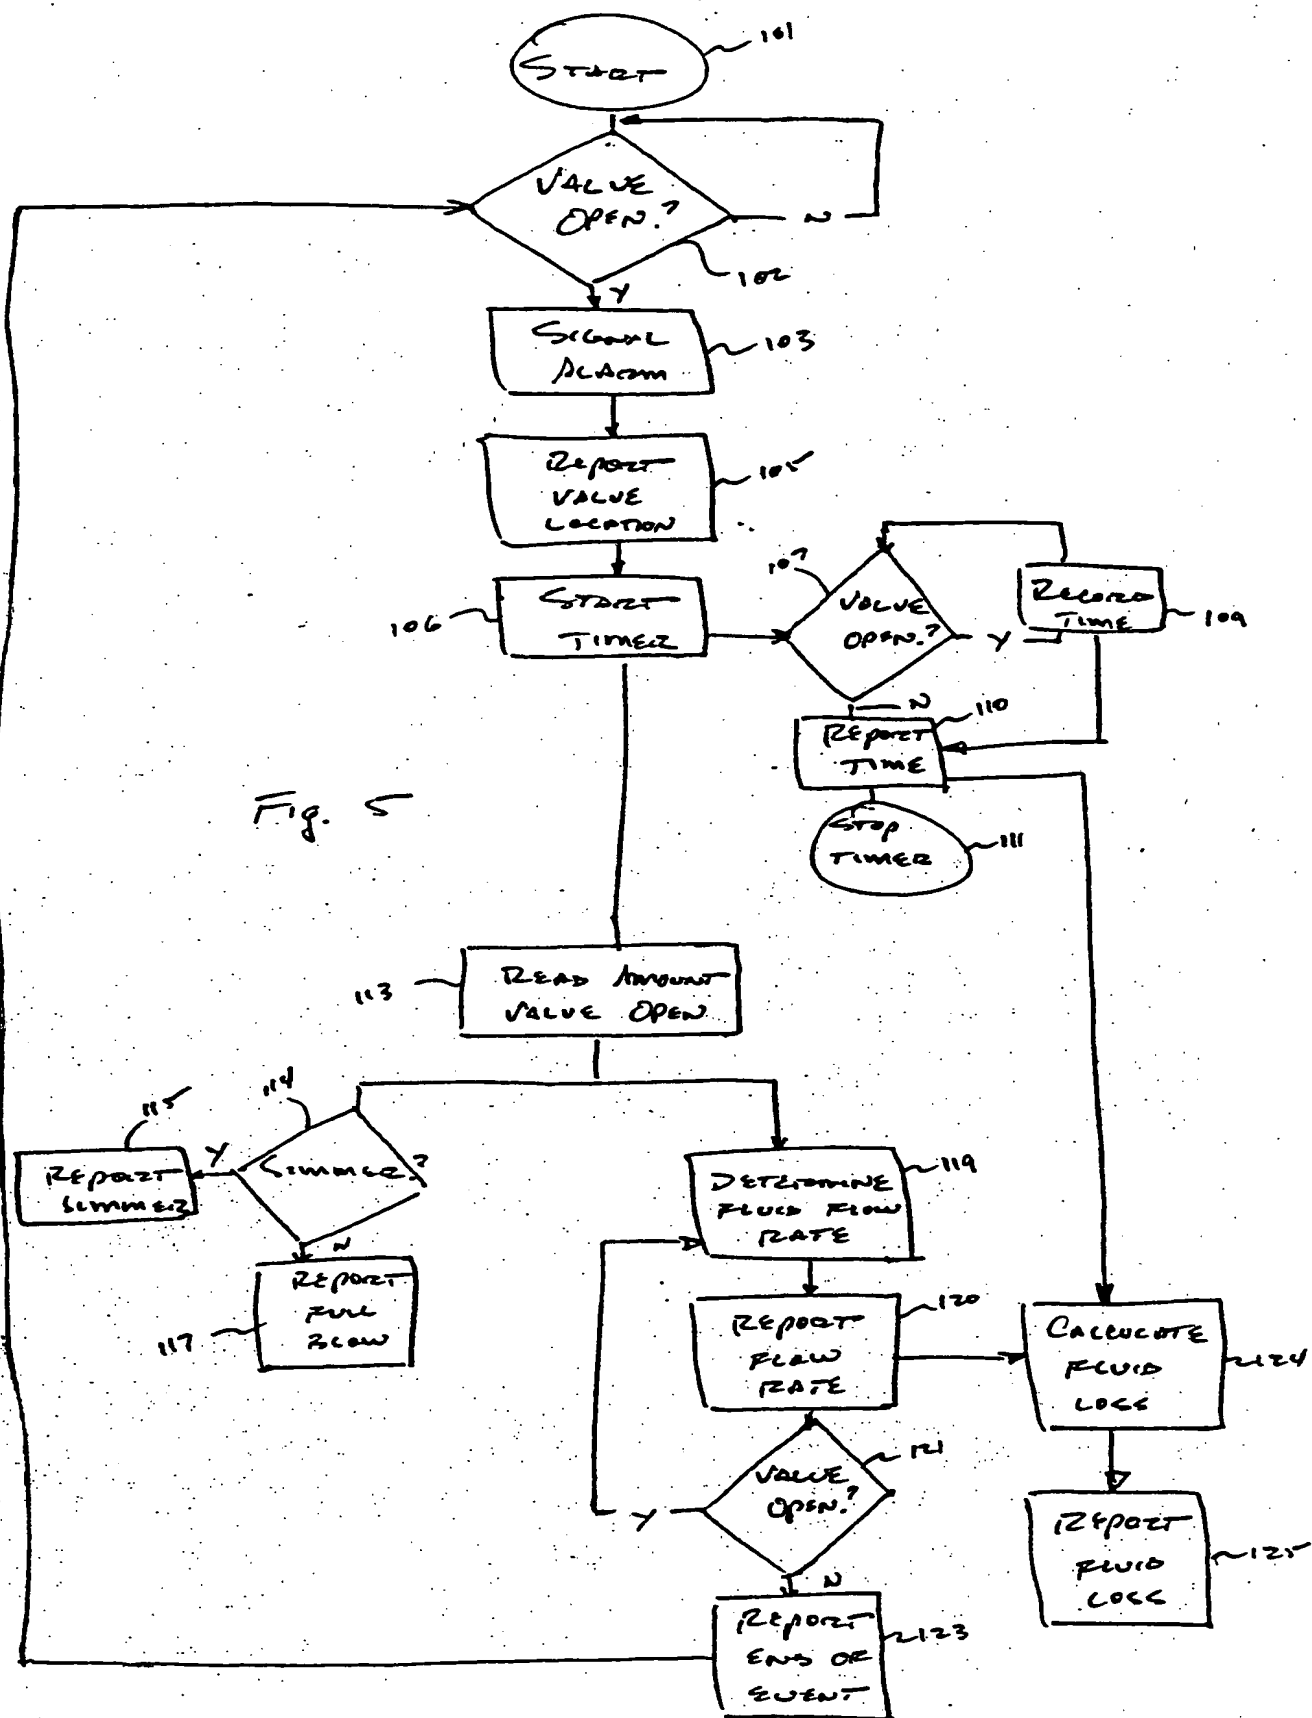 101
START
VALVE
OPEN?
N
102
Y
SIGNAL
ALARM
103
REPORT
VALVE
LOCATION
105
START
TIMER
106
107
VALVE
OPEN?
Y
RECORD
TIME
109
N
110
REPORT
TIME
STOP
TIMER
111
Fig. 5
READ AMOUNT
VALVE OPEN
113
114
SIMMER?
Y
115
REPORT
SIMMER
N
REPORT
FULL
BLOW
117
DETERMINE
FLUID FLOW
RATE
119
REPORT
FLOW
RATE
120
CALCULATE
FLUID
LOSS
124
VALVE
OPEN?
121
Y
N
REPORT
FLUID
LOSS
125
REPORT
END OF
EVENT
123